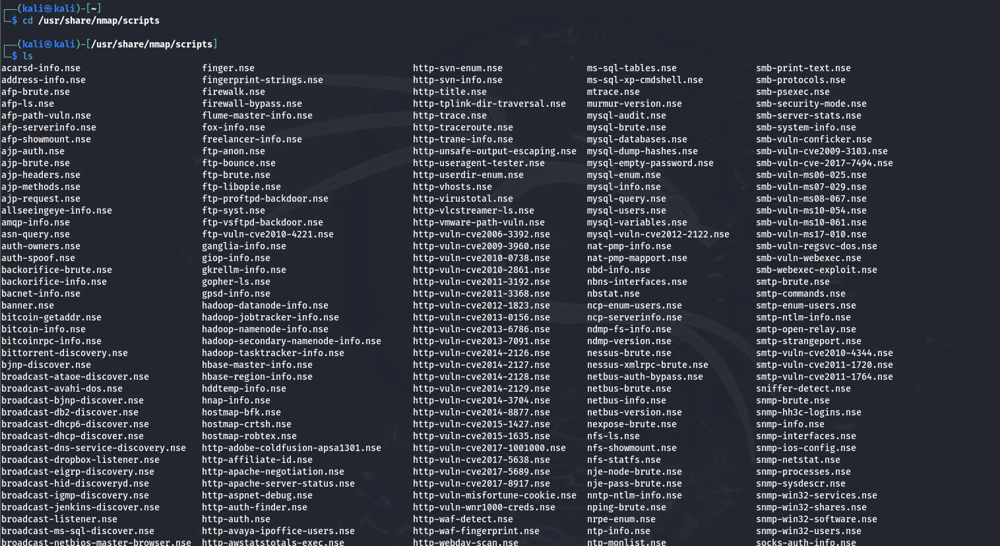 ┌──(kali㉿kali)-[~]
└─$ cd /usr/share/nmap/scripts
┌──(kali㉿kali)-[/usr/share/nmap/scripts]
└─$ ls
acarsd-info.nse finger.nse http-svn-enum.nse ms-sql-tables.nse smb-print-text.nse
address-info.nse fingerprint-strings.nse http-svn-info.nse ms-sql-xp-cmdshell.nse smb-protocols.nse
afp-brute.nse firewalk.nse http-title.nse mtrace.nse smb-psexec.nse
afp-ls.nse firewall-bypass.nse http-tplink-dir-traversal.nse murmur-version.nse smb-security-mode.nse
afp-path-vuln.nse flume-master-info.nse http-trace.nse mysql-audit.nse smb-server-stats.nse
afp-serverinfo.nse fox-info.nse http-traceroute.nse mysql-brute.nse smb-system-info.nse
afp-showmount.nse freelancer-info.nse http-trane-info.nse mysql-databases.nse smb-vuln-conficker.nse
ajp-auth.nse ftp-anon.nse http-unsafe-output-escaping.nse mysql-dump-hashes.nse smb-vuln-cve2009-3103.nse
ajp-brute.nse ftp-bounce.nse http-useragent-tester.nse mysql-empty-password.nse smb-vuln-cve-2017-7494.nse
ajp-headers.nse ftp-brute.nse http-userdir-enum.nse mysql-enum.nse smb-vuln-ms06-025.nse
ajp-methods.nse ftp-libopie.nse http-vhosts.nse mysql-info.nse smb-vuln-ms07-029.nse
ajp-request.nse ftp-proftpd-backdoor.nse http-virustotal.nse mysql-query.nse smb-vuln-ms08-067.nse
allseeingeye-info.nse ftp-syst.nse http-vlcstreamer-ls.nse mysql-users.nse smb-vuln-ms10-054.nse
amqp-info.nse ftp-vsftpd-backdoor.nse http-vmware-path-vuln.nse mysql-variables.nse smb-vuln-ms10-061.nse
asn-query.nse ftp-vuln-cve2010-4221.nse http-vuln-cve2006-3392.nse mysql-vuln-cve2012-2122.nse smb-vuln-ms17-010.nse
auth-owners.nse ganglia-info.nse http-vuln-cve2009-3960.nse nat-pmp-info.nse smb-vuln-regsvc-dos.nse
auth-spoof.nse giop-info.nse http-vuln-cve2010-0738.nse nat-pmp-mapport.nse smb-vuln-webexec.nse
backorifice-brute.nse gkrellm-info.nse http-vuln-cve2010-2861.nse nbd-info.nse smb-webexec-exploit.nse
backorifice-info.nse gopher-ls.nse http-vuln-cve2011-3192.nse nbns-interfaces.nse smtp-brute.nse
bacnet-info.nse gpsd-info.nse http-vuln-cve2011-3368.nse nbstat.nse smtp-commands.nse
banner.nse hadoop-datanode-info.nse http-vuln-cve2012-1823.nse ncp-enum-users.nse smtp-enum-users.nse
bitcoin-getaddr.nse hadoop-jobtracker-info.nse http-vuln-cve2013-0156.nse ncp-serverinfo.nse smtp-ntlm-info.nse
bitcoin-info.nse hadoop-namenode-info.nse http-vuln-cve2013-6786.nse ndmp-fs-info.nse smtp-open-relay.nse
bitcoinrpc-info.nse hadoop-secondary-namenode-info.nse http-vuln-cve2013-7091.nse ndmp-version.nse smtp-strangeport.nse
bittorrent-discovery.nse hadoop-tasktracker-info.nse http-vuln-cve2014-2126.nse nessus-brute.nse smtp-vuln-cve2010-4344.nse
bjnp-discover.nse hbase-master-info.nse http-vuln-cve2014-2127.nse nessus-xmlrpc-brute.nse smtp-vuln-cve2011-1720.nse
broadcast-ataoe-discover.nse hbase-region-info.nse http-vuln-cve2014-2128.nse netbus-auth-bypass.nse smtp-vuln-cve2011-1764.nse
broadcast-avahi-dos.nse hddtemp-info.nse http-vuln-cve2014-2129.nse netbus-brute.nse sniffer-detect.nse
broadcast-bjnp-discover.nse hnap-info.nse http-vuln-cve2014-3704.nse netbus-info.nse snmp-brute.nse
broadcast-db2-discover.nse hostmap-bfk.nse http-vuln-cve2014-8877.nse netbus-version.nse snmp-hh3c-logins.nse
broadcast-dhcp6-discover.nse hostmap-crtsh.nse http-vuln-cve2015-1427.nse nexpose-brute.nse snmp-info.nse
broadcast-dhcp-discover.nse hostmap-robtex.nse http-vuln-cve2015-1635.nse nfs-ls.nse snmp-interfaces.nse
broadcast-dns-service-discovery.nse http-adobe-coldfusion-apsa1301.nse http-vuln-cve2017-1001000.nse nfs-showmount.nse snmp-ios-config.nse
broadcast-dropbox-listener.nse http-affiliate-id.nse http-vuln-cve2017-5638.nse nfs-statfs.nse snmp-netstat.nse
broadcast-eigrp-discovery.nse http-apache-negotiation.nse http-vuln-cve2017-5689.nse nje-node-brute.nse snmp-processes.nse
broadcast-hid-discoveryd.nse http-apache-server-status.nse http-vuln-cve2017-8917.nse nje-pass-brute.nse snmp-sysdescr.nse
broadcast-igmp-discovery.nse http-aspnet-debug.nse http-vuln-misfortune-cookie.nse nntp-ntlm-info.nse snmp-win32-services.nse
broadcast-jenkins-discover.nse http-auth-finder.nse http-vuln-wnr1000-creds.nse nping-brute.nse snmp-win32-shares.nse
broadcast-listener.nse http-auth.nse http-waf-detect.nse nrpe-enum.nse snmp-win32-software.nse
broadcast-ms-sql-discover.nse http-avaya-ipoffice-users.nse http-waf-fingerprint.nse ntp-info.nse snmp-win32-users.nse
broadcast-netbios-master-browser.nse http-awstatstotals-exec.nse http-webdav-scan.nse ntp-monlist.nse socks-auth-info.nse